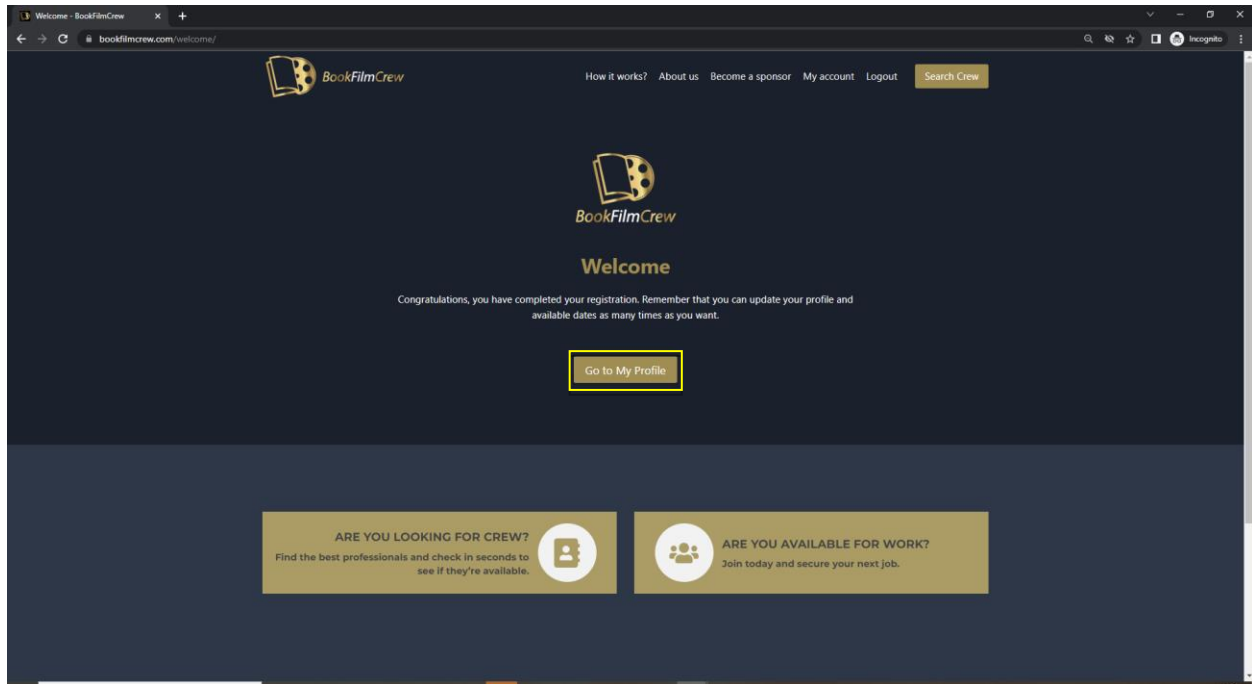 Welcome - BookFilmCrew
bookfilmcrew.com/welcome/
Incognito
BookFilmCrew
How it works? About us Become a sponsor My account Logout Search Crew
BookFilmCrew
Welcome
Congratulations, you have completed your registration. Remember that you can update your profile and
available dates as many times as you want.
Go to My Profile
ARE YOU LOOKING FOR CREW?
Find the best professionals and check in seconds to
see if they're available.
ARE YOU AVAILABLE FOR WORK?
Join today and secure your next job.